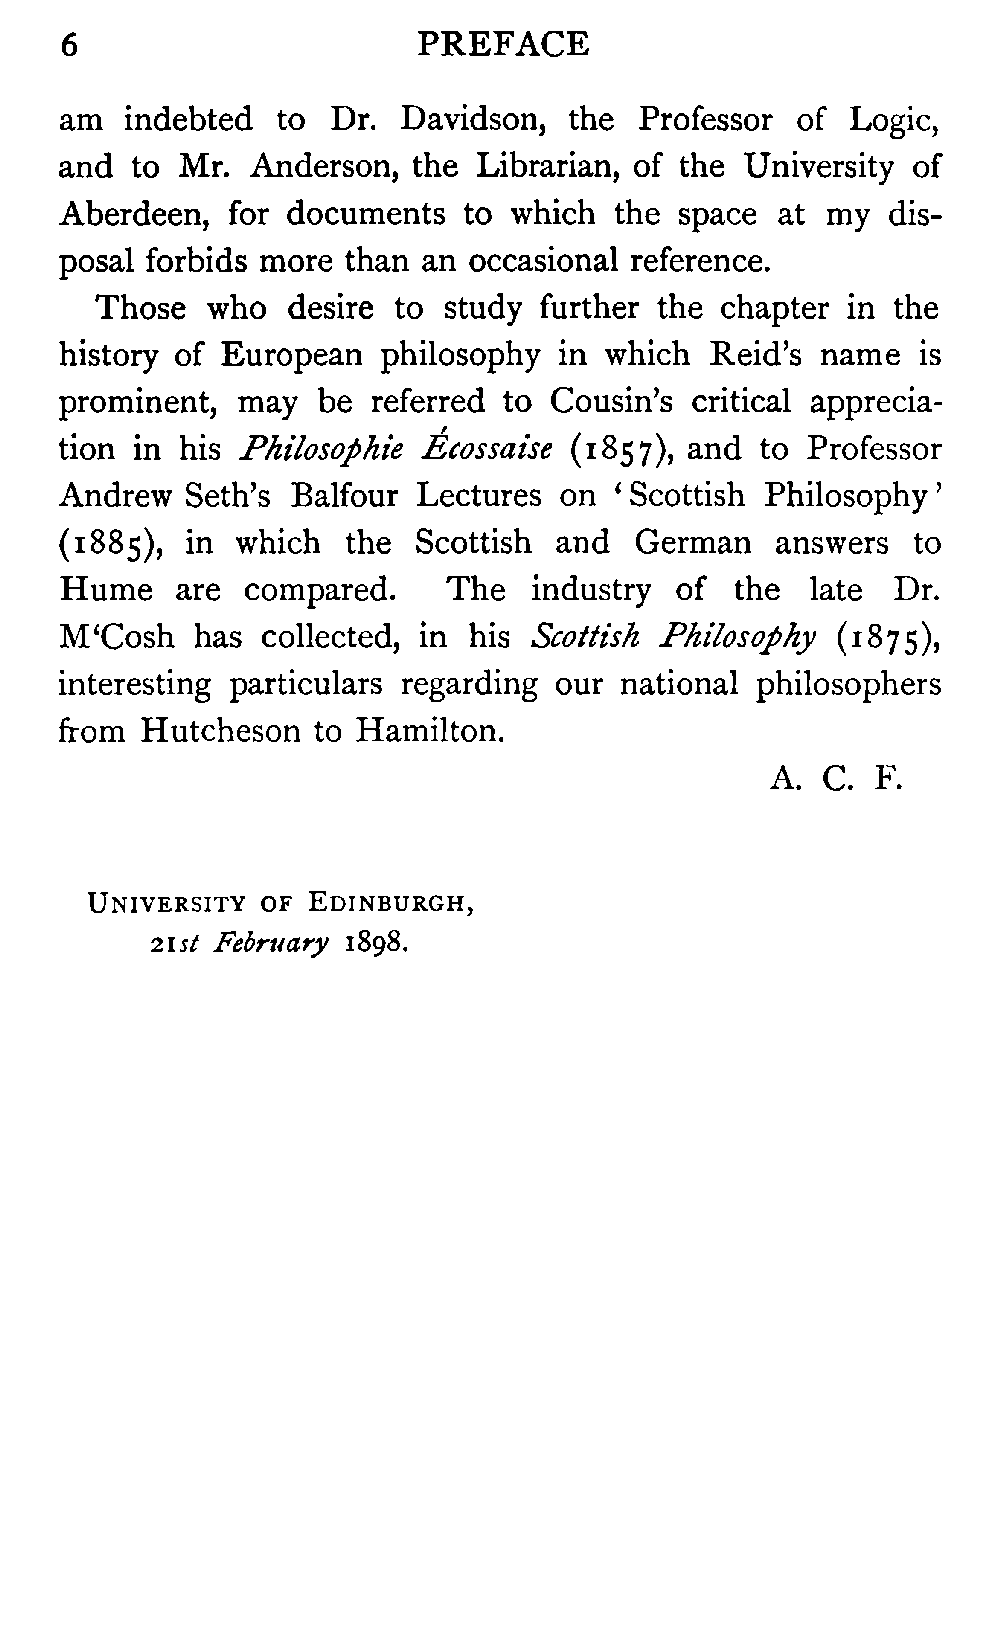 6 PREFACE
am indebted to Dr. Davidson, the Professor of Logic,
and to Mr. Anderson, the Librarian, of the University of
Aberdeen, for documents to which the space at my dis-
posal forbids more than an occasional reference.
Those who desire to study further the chapter in the
history of European philosophy in which Reid's name is
prominent, may be referred to Cousin's critical apprecia-
tion in his Philosophie Écossaise (1857), and to Professor
Andrew Seth's Balfour Lectures on ‘Scottish Philosophy’
(1885), in which the Scottish and German answers to
Hume are compared. The industry of the late Dr.
M‘Cosh has collected, in his Scottish Philosophy (1875),
interesting particulars regarding our national philosophers
from Hutcheson to Hamilton.
A. C. F.
UNIVERSITY OF EDINBURGH,
21st February 1898.